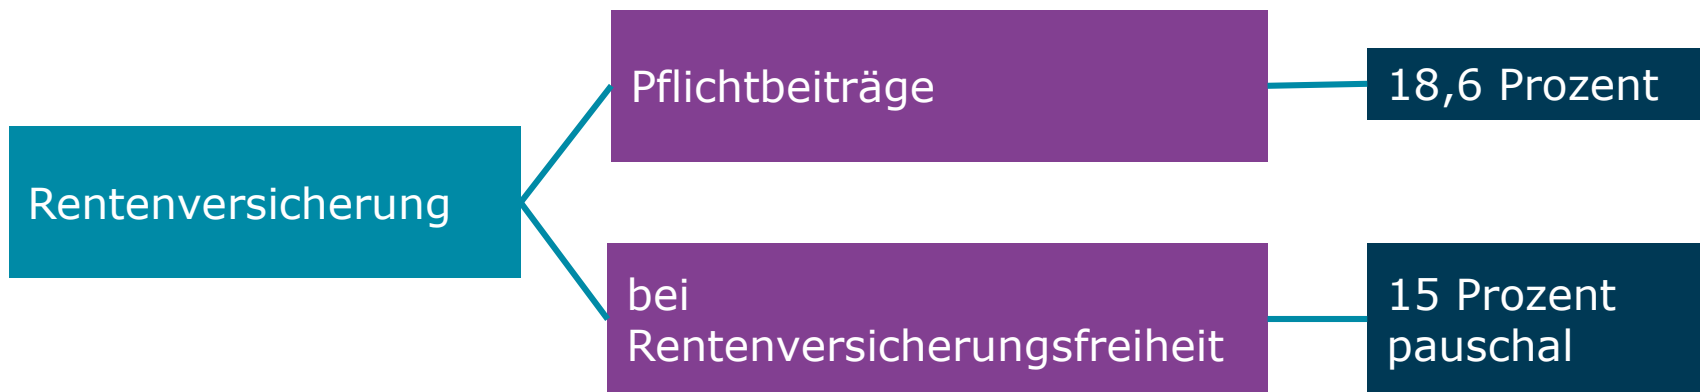 Rentenversicherung
Pflichtbeiträge
18,6 Prozent
bei
Rentenversicherungsfreiheit
15 Prozent
pauschal